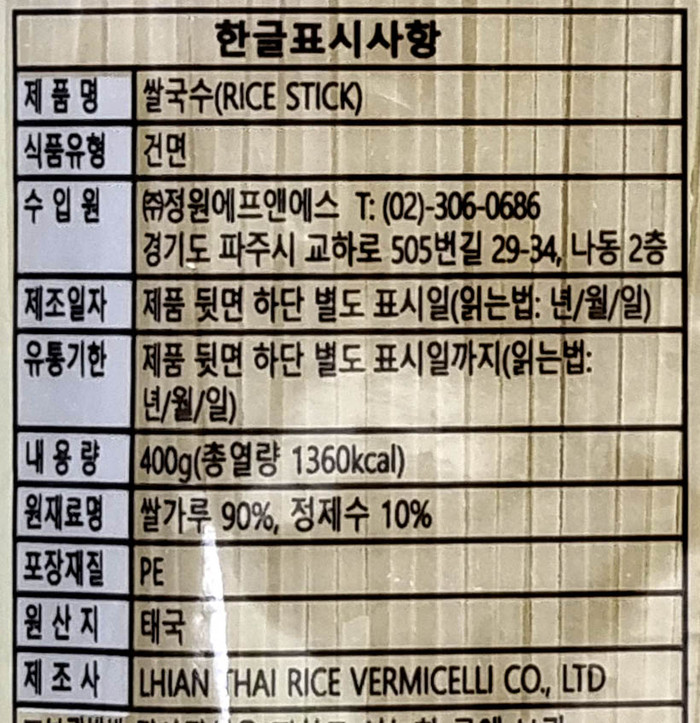 한글표시사항
제품명 쌀국수(RICE STICK)
식품유형 건면
수입원 ㈜정원에프앤에스 T: (02)-306-0686
경기도 파주시 교하로 505번길 29-34, 나동 2층
제조일자 제품 뒷면 하단 별도 표시일(읽는법: 년/월/일)
유통기한 제품 뒷면 하단 별도 표시일까지(읽는법:
년/월/일)
내용량 400g(총열량 1360kcal)
원재료명 쌀가루 90%, 정제수 10%
포장재질 PE
원산지 태국
제조사 LHIAN THAI RICE VERMICELLI CO., LTD